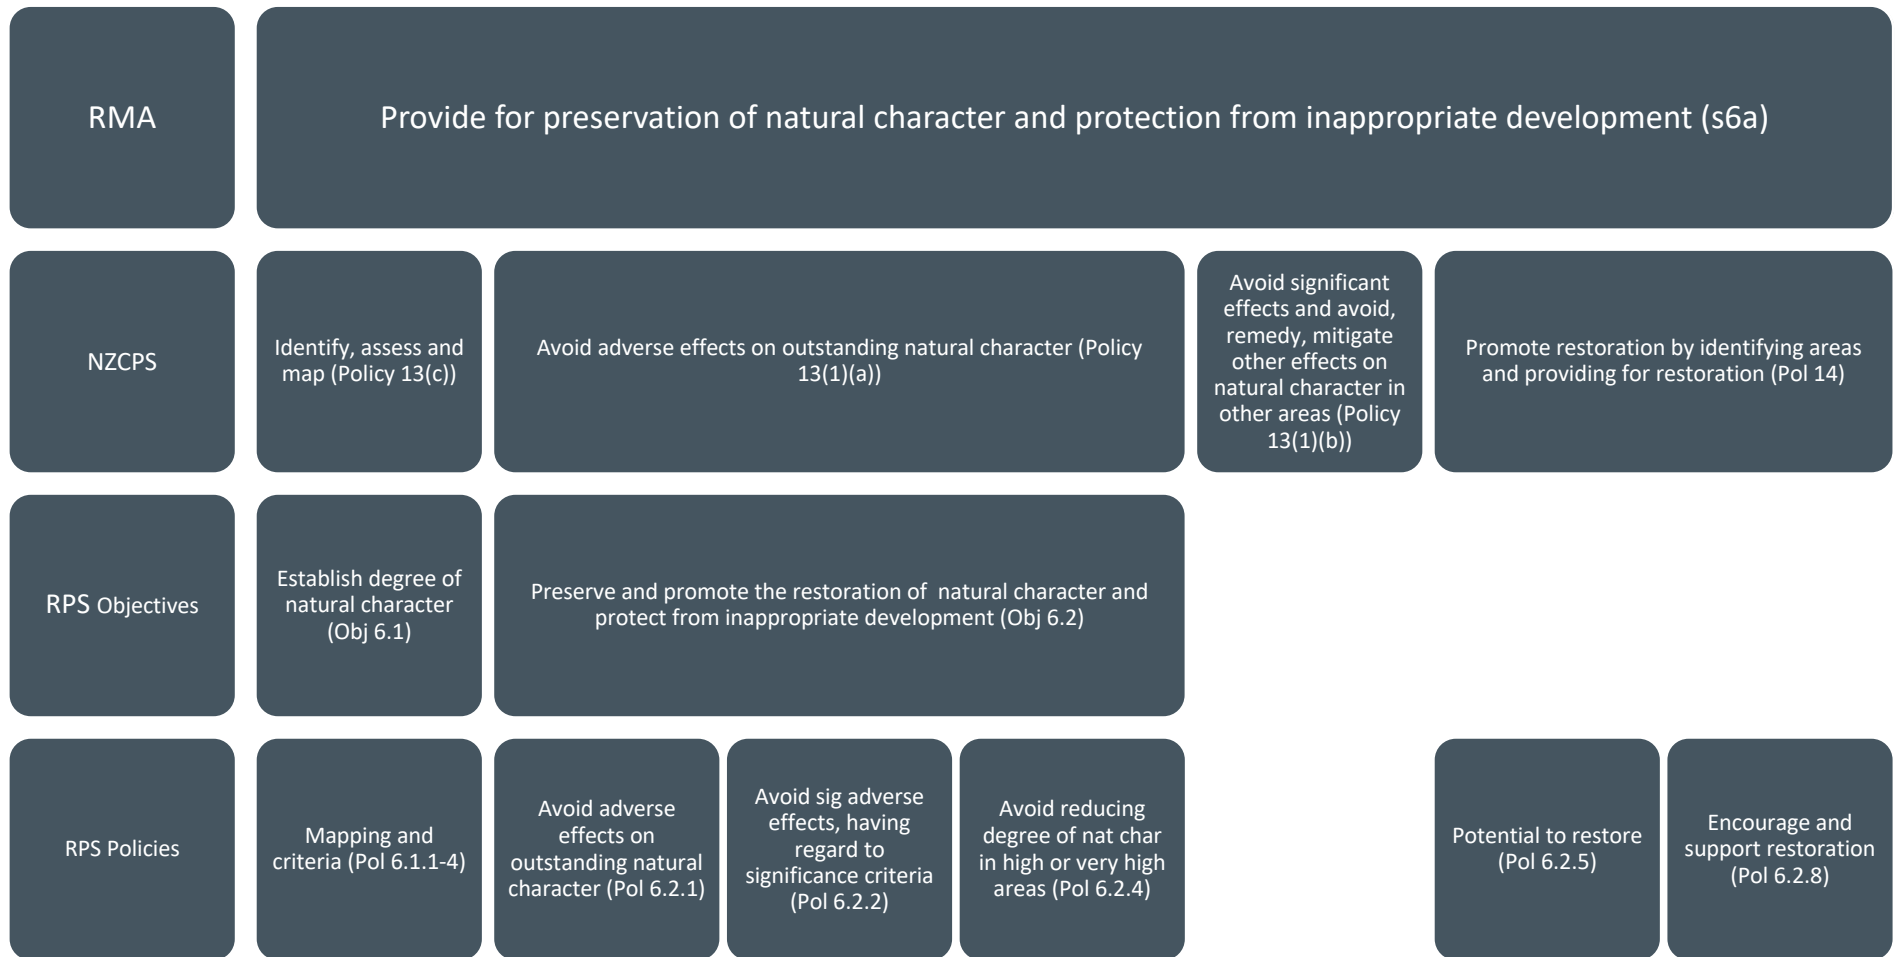 RMA
Provide for preservation of natural character and protection from inappropriate development (s6a)
NZCPS
Identify, assess and
map (Policy 13(c))
Avoid adverse effects on outstanding natural character (Policy
13(1)(a))
Avoid significant
effects and avoid,
remedy, mitigate
other effects on
natural character in
other areas (Policy
13(1)(b))
Promote restoration by identifying areas
and providing for restoration (Pol 14)
RPS Objectives
Establish degree of
natural character
(Obj 6.1)
Preserve and promote the restoration of natural character and
protect from inappropriate development (Obj 6.2)
RPS Policies
Mapping and
criteria (Pol 6.1.1-4)
Avoid adverse
effects on
outstanding natural
character (Pol 6.2.1)
Avoid sig adverse
effects, having
regard to
significance criteria
(Pol 6.2.2)
Avoid reducing
degree of nat char
in high or very high
areas (Pol 6.2.4)
Potential to restore
(Pol 6.2.5)
Encourage and
support restoration
(Pol 6.2.8)